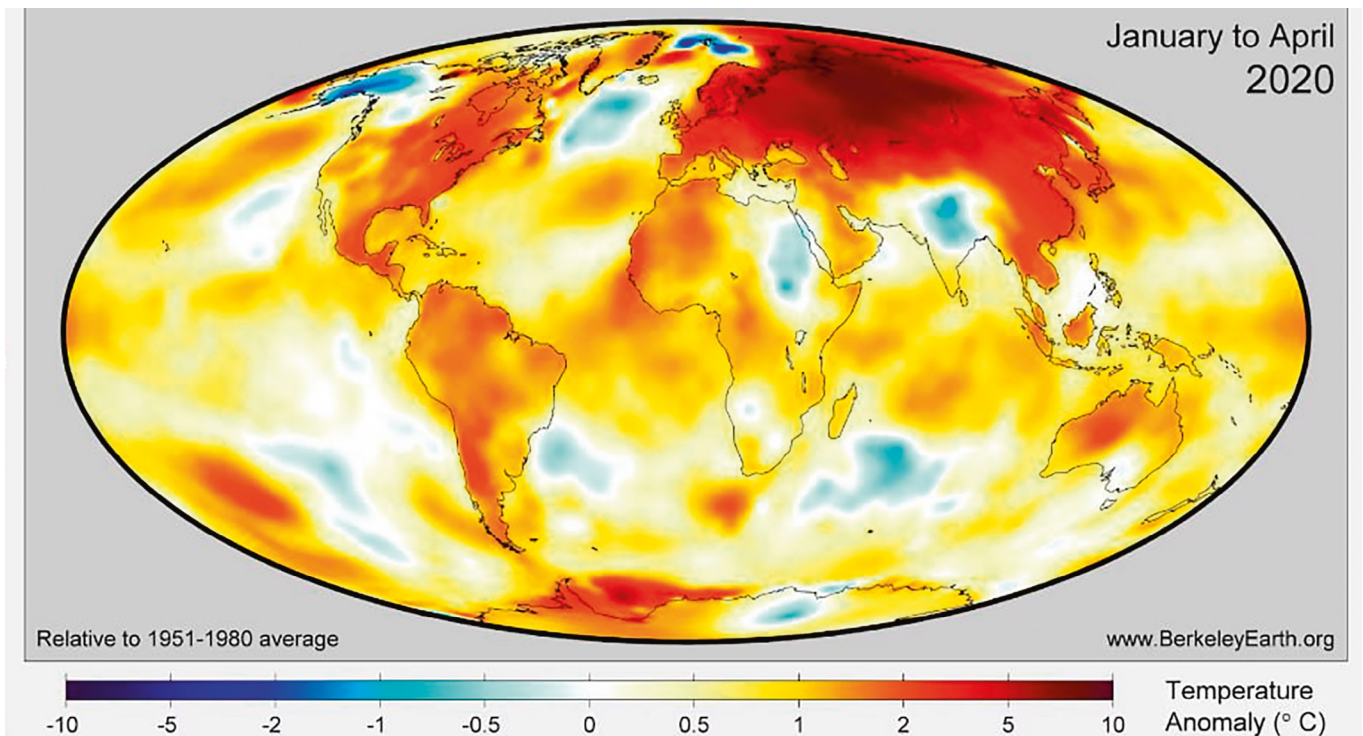 January to April
2020
Relative to 1951-1980 average
www.BerkeleyEarth.org
-10 -5 -2 -1 -0.5 0 0.5 1 2 5 10
Temperature
Anomaly (° C)